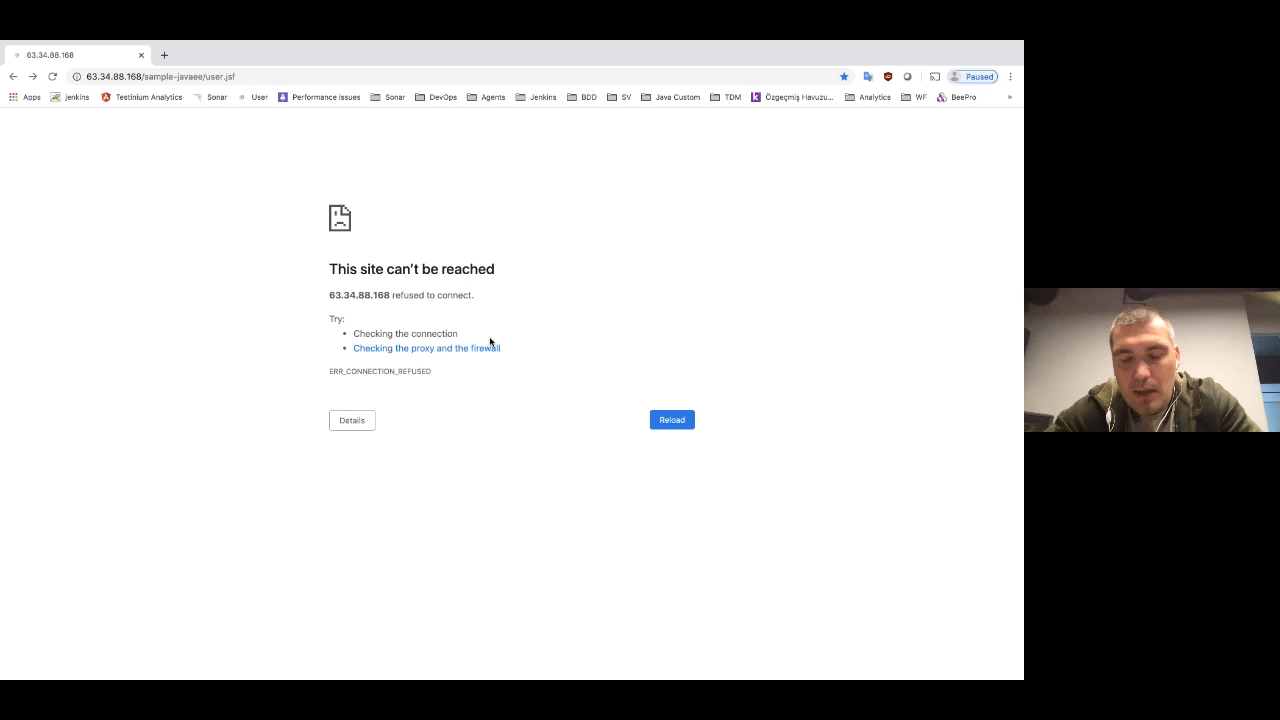 63.34.88.168
63.34.88.168/sample-javaee/user.jsf
Paused
Apps jenkins Testinium Analytics Sonar User Performance issues Sonar DevOps Agents Jenkins BDD SV Java Custom TDM Özgeçmiş Havuzu... Analytics WF BeePro »
This site can't be reached
63.34.88.168 refused to connect.
Try:
• Checking the connection
• Checking the proxy and the firewall
ERR_CONNECTION_REFUSED
Details Reload